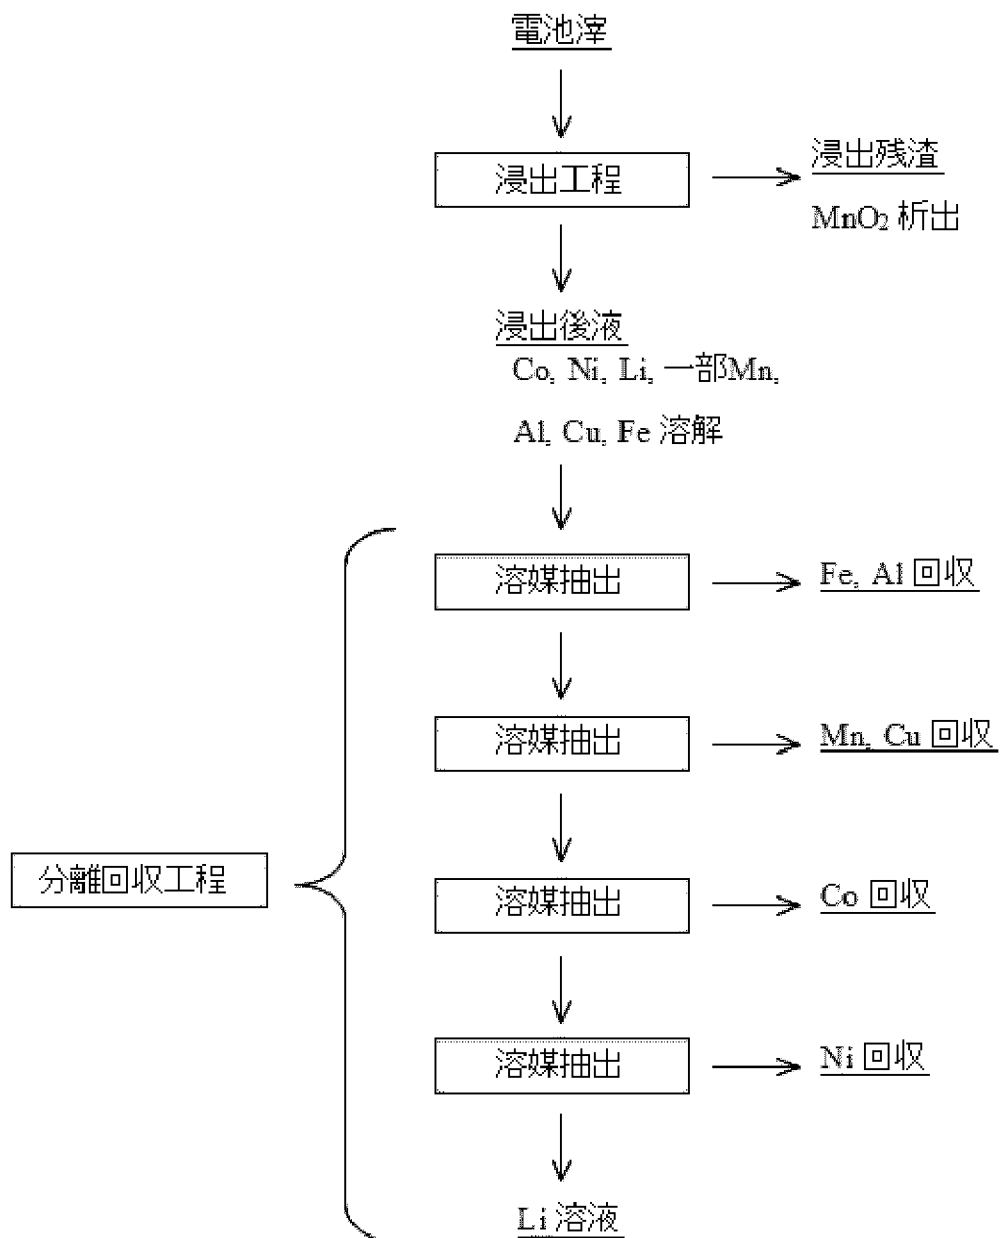 電池滓
浸出工程
浸出残渣
MnO₂ 析出
浸出後液
Co, Ni, Li, 一部Mn,
Al, Cu, Fe 溶解
溶媒抽出
Fe, Al 回収
溶媒抽出
Mn, Cu 回収
分離回収工程
溶媒抽出
Co 回収
溶媒抽出
Ni 回収
Li 溶液